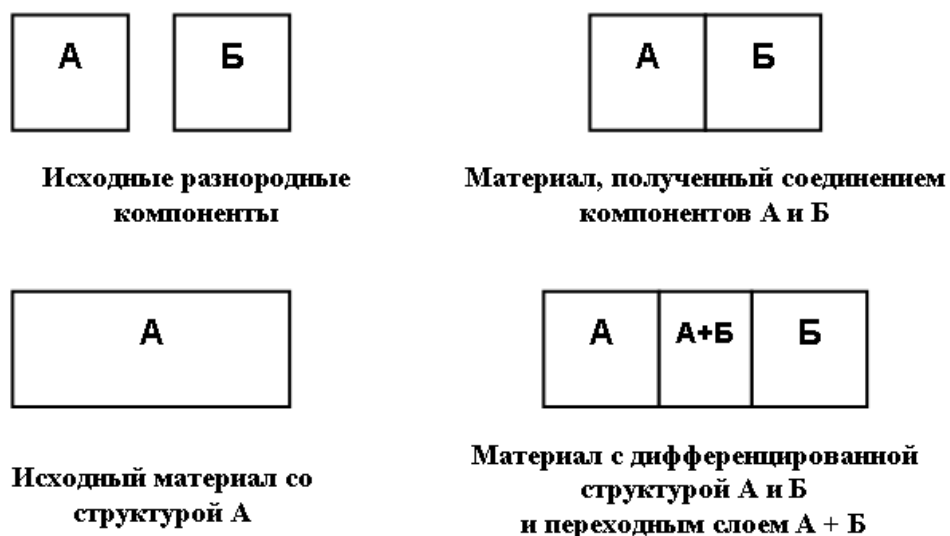 А
Б
А
Б
Исходные разнородные
компоненты
Материал, полученный соединением
компонентов А и Б
А
А
А+Б
Б
Исходный материал со
структурой А
Материал с дифференцированной
структурой А и Б
и переходным слоем А + Б